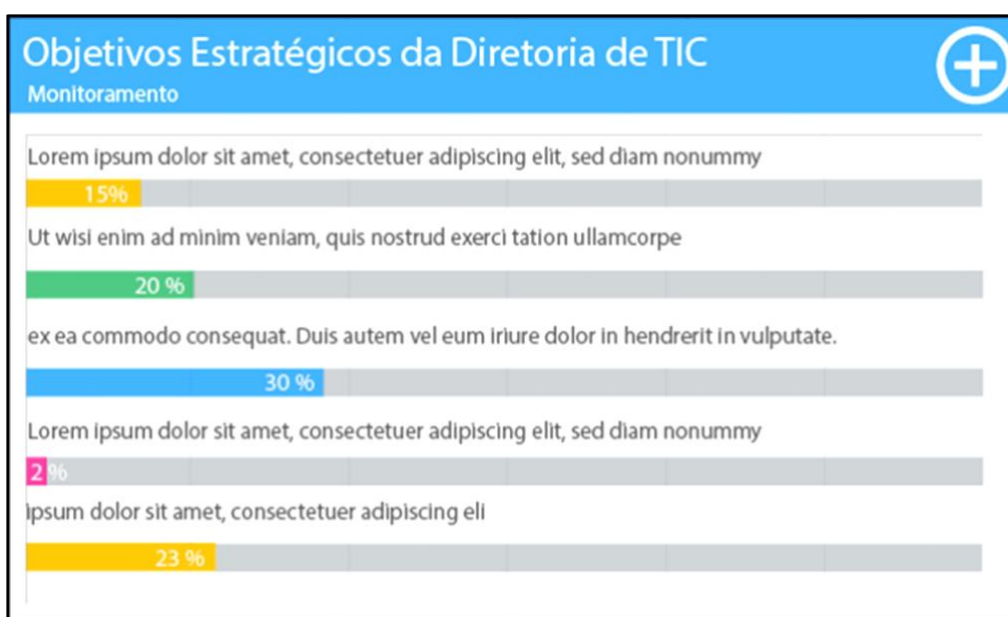 Objetivos Estratégicos da Diretoria de TIC
Monitoramento
Lorem ipsum dolor sit amet, consectetuer adipiscing elit, sed diam nonummy
15%
Ut wisi enim ad minim veniam, quis nostrud exerci tation ullamcorpe
20 %
ex ea commodo consequat. Duis autem vel eum iriure dolor in hendrerit in vulputate.
30 %
Lorem ipsum dolor sit amet, consectetuer adipiscing elit, sed diam nonummy
2 %
ipsum dolor sit amet, consectetuer adipiscing eli
23 %